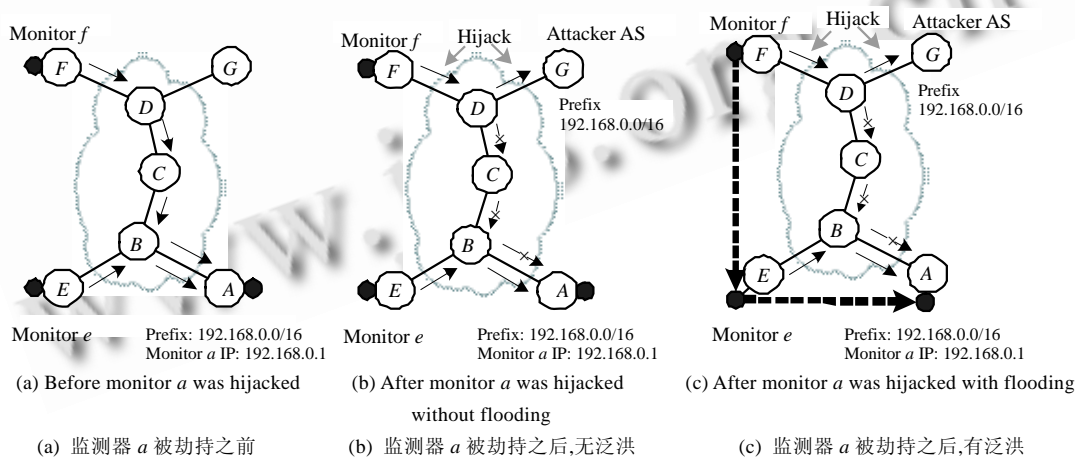 Monitor f
F
G
D
C
B
E
A
Monitor e
Prefix: 192.168.0.0/16
Monitor a IP: 192.168.0.1
(a) Before monitor a was hijacked
(a) 监测器 a 被劫持之前
Monitor f
Hijack
Attacker AS
F
G
D
Prefix
192.168.0.0/16
C
B
E
A
Monitor e
Prefix: 192.168.0.0/16
Monitor a IP: 192.168.0.1
(b) After monitor a was hijacked
without flooding
(b) 监测器 a 被劫持之后,无泛洪
Monitor f
Hijack
Attacker AS
F
G
D
Prefix
192.168.0.0/16
C
B
E
A
Monitor e
Prefix: 192.168.0.0/16
Monitor a IP: 192.168.0.1
(c) After monitor a was hijacked with flooding
(c) 监测器 a 被劫持之后,有泛洪